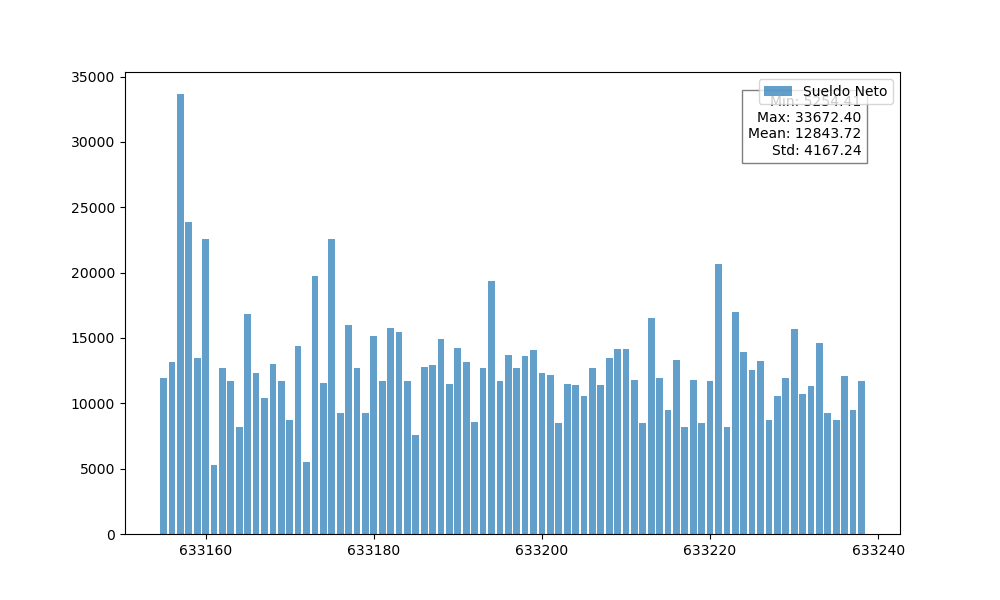 35000
30000
25000
20000
15000
10000
5000
0
633160
633180
633200
633220
633240
Sueldo Neto
Min: 5254.41
Max: 33672.40
Mean: 12843.72
Std: 4167.24